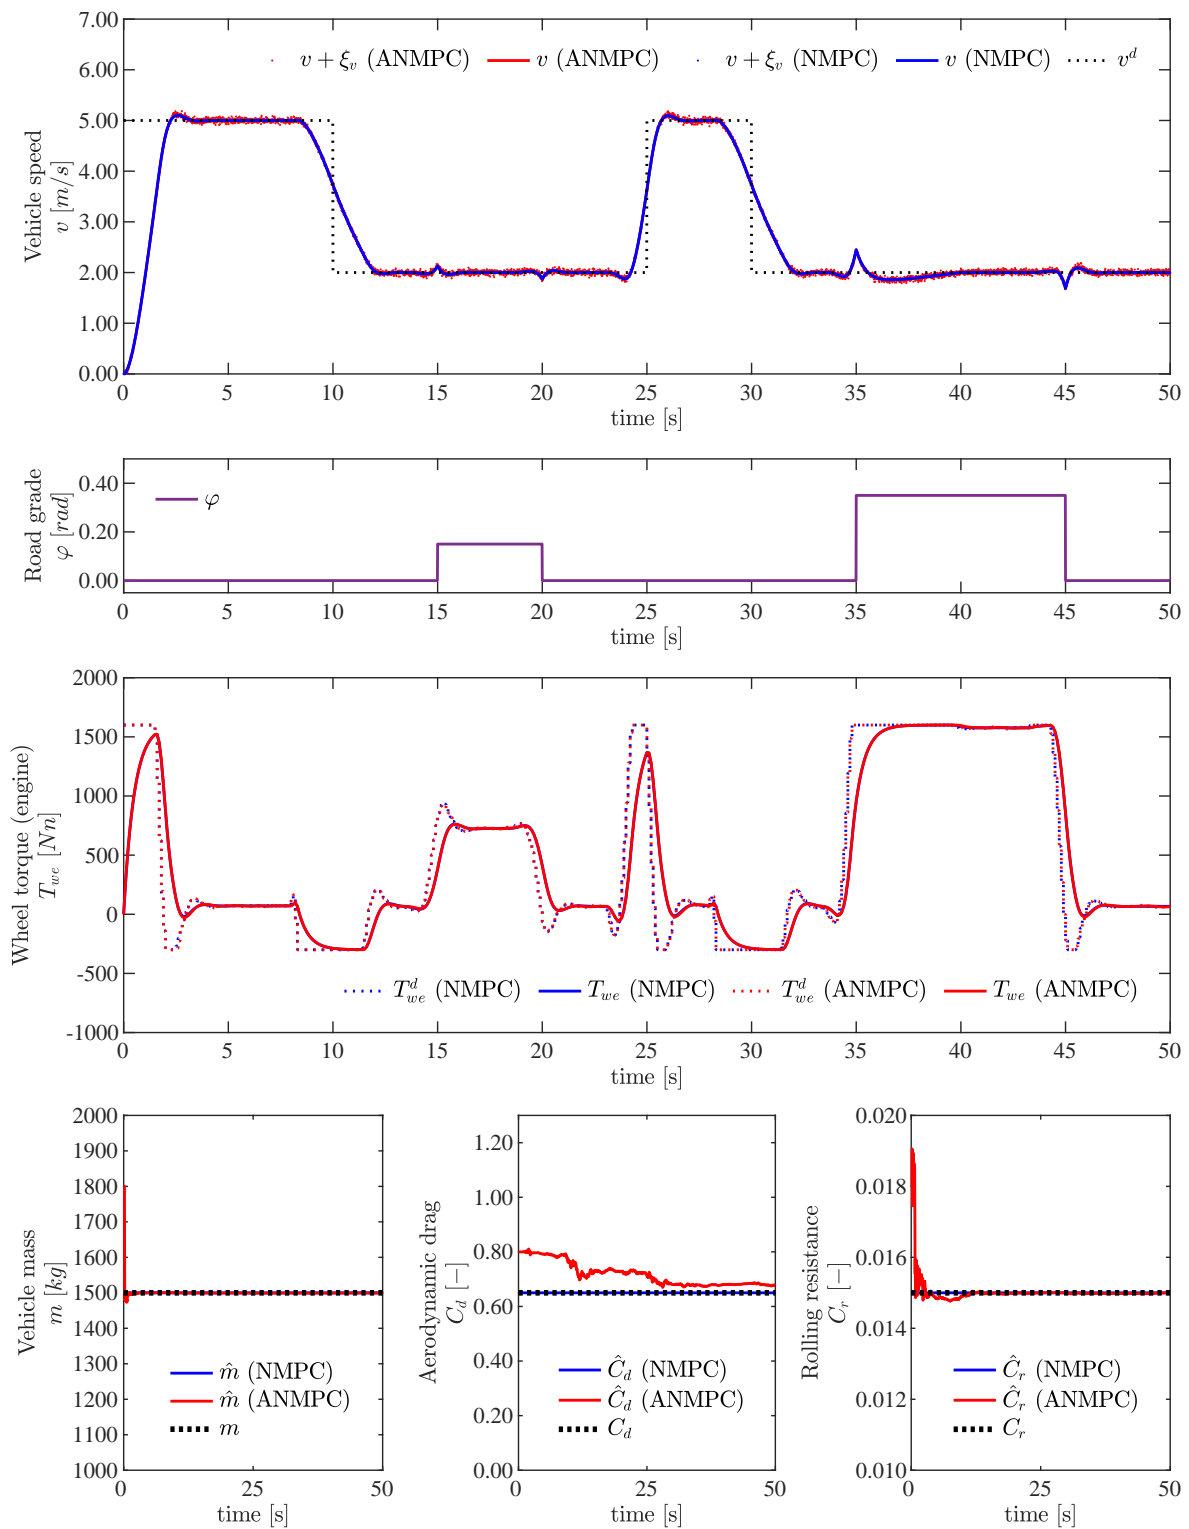 7.00
6.00
5.00
4.00
3.00
2.00
1.00
0.00
Vehicle speed
v [m/s]
v + ξ_v (ANMPC) v (ANMPC) v + ξ_v (NMPC) v (NMPC) v^d
0 5 10 15 20 25 30 35 40 45 50
time [s]
0.40
0.20
0.00
Road grade
φ [rad]
φ
0 5 10 15 20 25 30 35 40 45 50
time [s]
2000
1500
1000
500
0
-500
-1000
Wheel torque (engine)
T_we [Nn]
T^d_we (NMPC) T_we (NMPC) T^d_we (ANMPC) T_we (ANMPC)
0 5 10 15 20 25 30 35 40 45 50
time [s]
2000
1900
1800
1700
1600
1500
1400
1300
1200
1100
1000
Vehicle mass
m [kg]
m̂ (NMPC)
m̂ (ANMPC)
m
0 25 50
time [s]
1.20
1.00
0.80
0.60
0.40
0.20
0.00
Aerodynamic drag
C_d [−]
Ĉ_d (NMPC)
Ĉ_d (ANMPC)
C_d
0 25 50
time [s]
0.020
0.018
0.016
0.014
0.012
0.010
Rolling resistance
C_r [−]
Ĉ_r (NMPC)
Ĉ_r (ANMPC)
C_r
0 25 50
time [s]